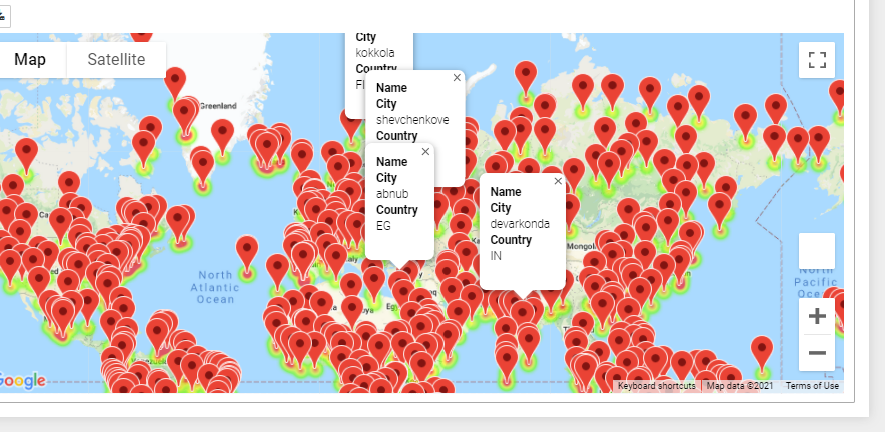 Map
Satellite
City
kokkola
Country
FI
Name
City
shevchenkove
Country
Name
City
abnub
Country
EG
Name
City
devarkonda
Country
IN
Greenland
North
Atlantic
Ocean
Mongol
North
Pacific
Oce
Google
Keyboard shortcuts
Map data ©2021
Terms of Use